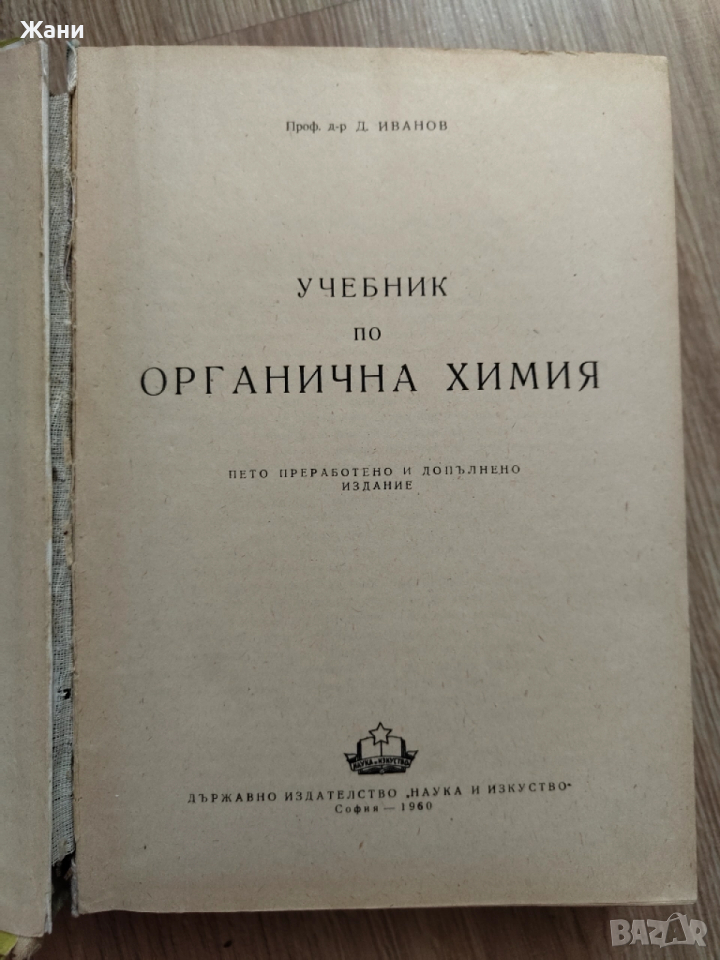 Жани
Проф. д-р Д. ИВАНОВ
УЧЕБНИК
ПО
ОРГАНИЧНА ХИМИЯ
ПЕТО ПРЕРАБОТЕНО И ДОПЪЛНЕНО
ИЗДАНИЕ
НАУКА И ИЗКУСТВО
ДЪРЖАВНО ИЗДАТЕЛСТВО „НАУКА И ИЗКУСТВО“
София — 1960
BAZAR